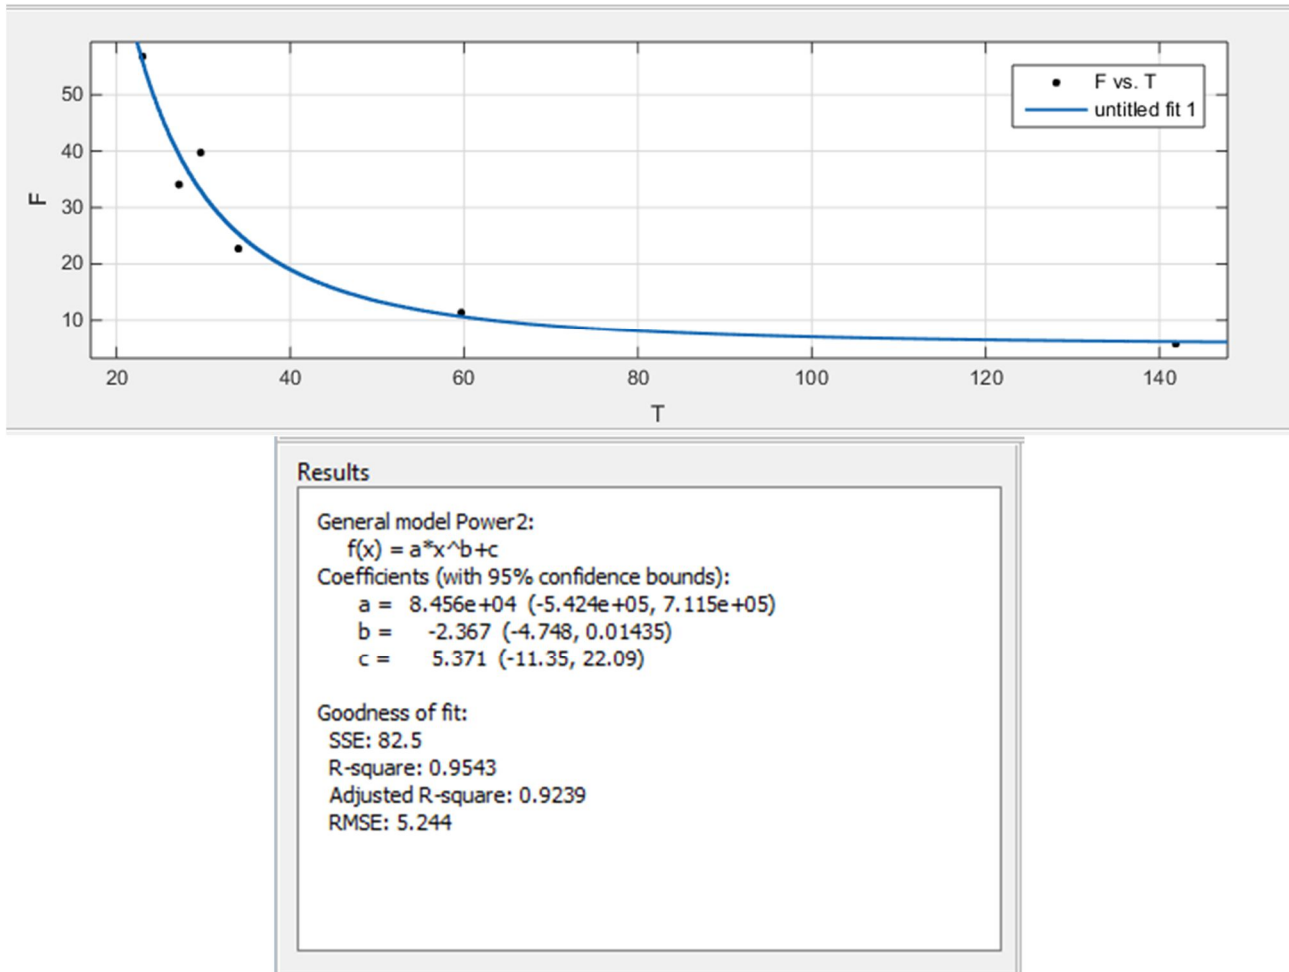 F vs. T
untitled fit 1
50
40
30
20
10
F
20
40
60
80
100
120
140
T
Results
General model Power2:
f(x) = a*x^b+c
Coefficients (with 95% confidence bounds):
a = 8.456e+04 (-5.424e+05, 7.115e+05)
b = -2.367 (-4.748, 0.01435)
c = 5.371 (-11.35, 22.09)
Goodness of fit:
SSE: 82.5
R-square: 0.9543
Adjusted R-square: 0.9239
RMSE: 5.244